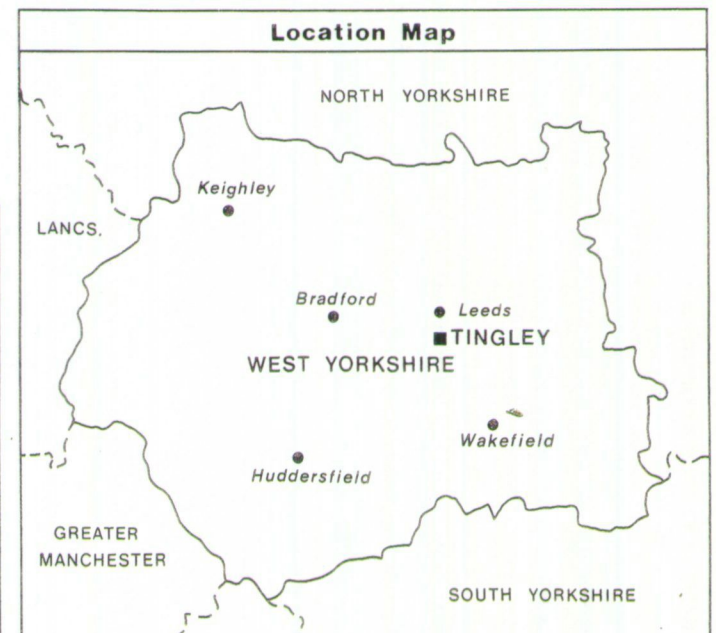 Location Map
NORTH YORKSHIRE
Keighley
LANCS.
Bradford
Leeds
TINGLEY
WEST YORKSHIRE
Wakefield
Huddersfield
GREATER
MANCHESTER
SOUTH YORKSHIRE